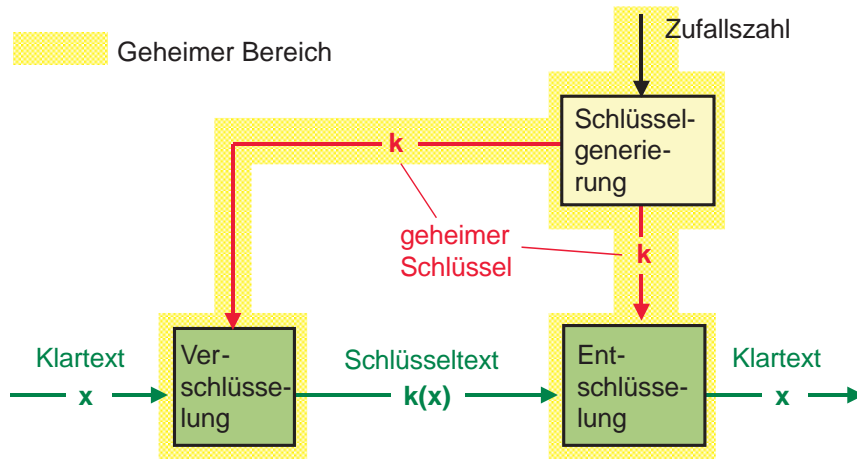 Zufallszahl
Geheimer Bereich
Schlüssel-
generie-
rung
k
geheimer
Schlüssel
k
Klartext
x
Ver-
schlüsse-
lung
Schlüsseltext
k(x)
Ent-
schlüsse-
lung
Klartext
x